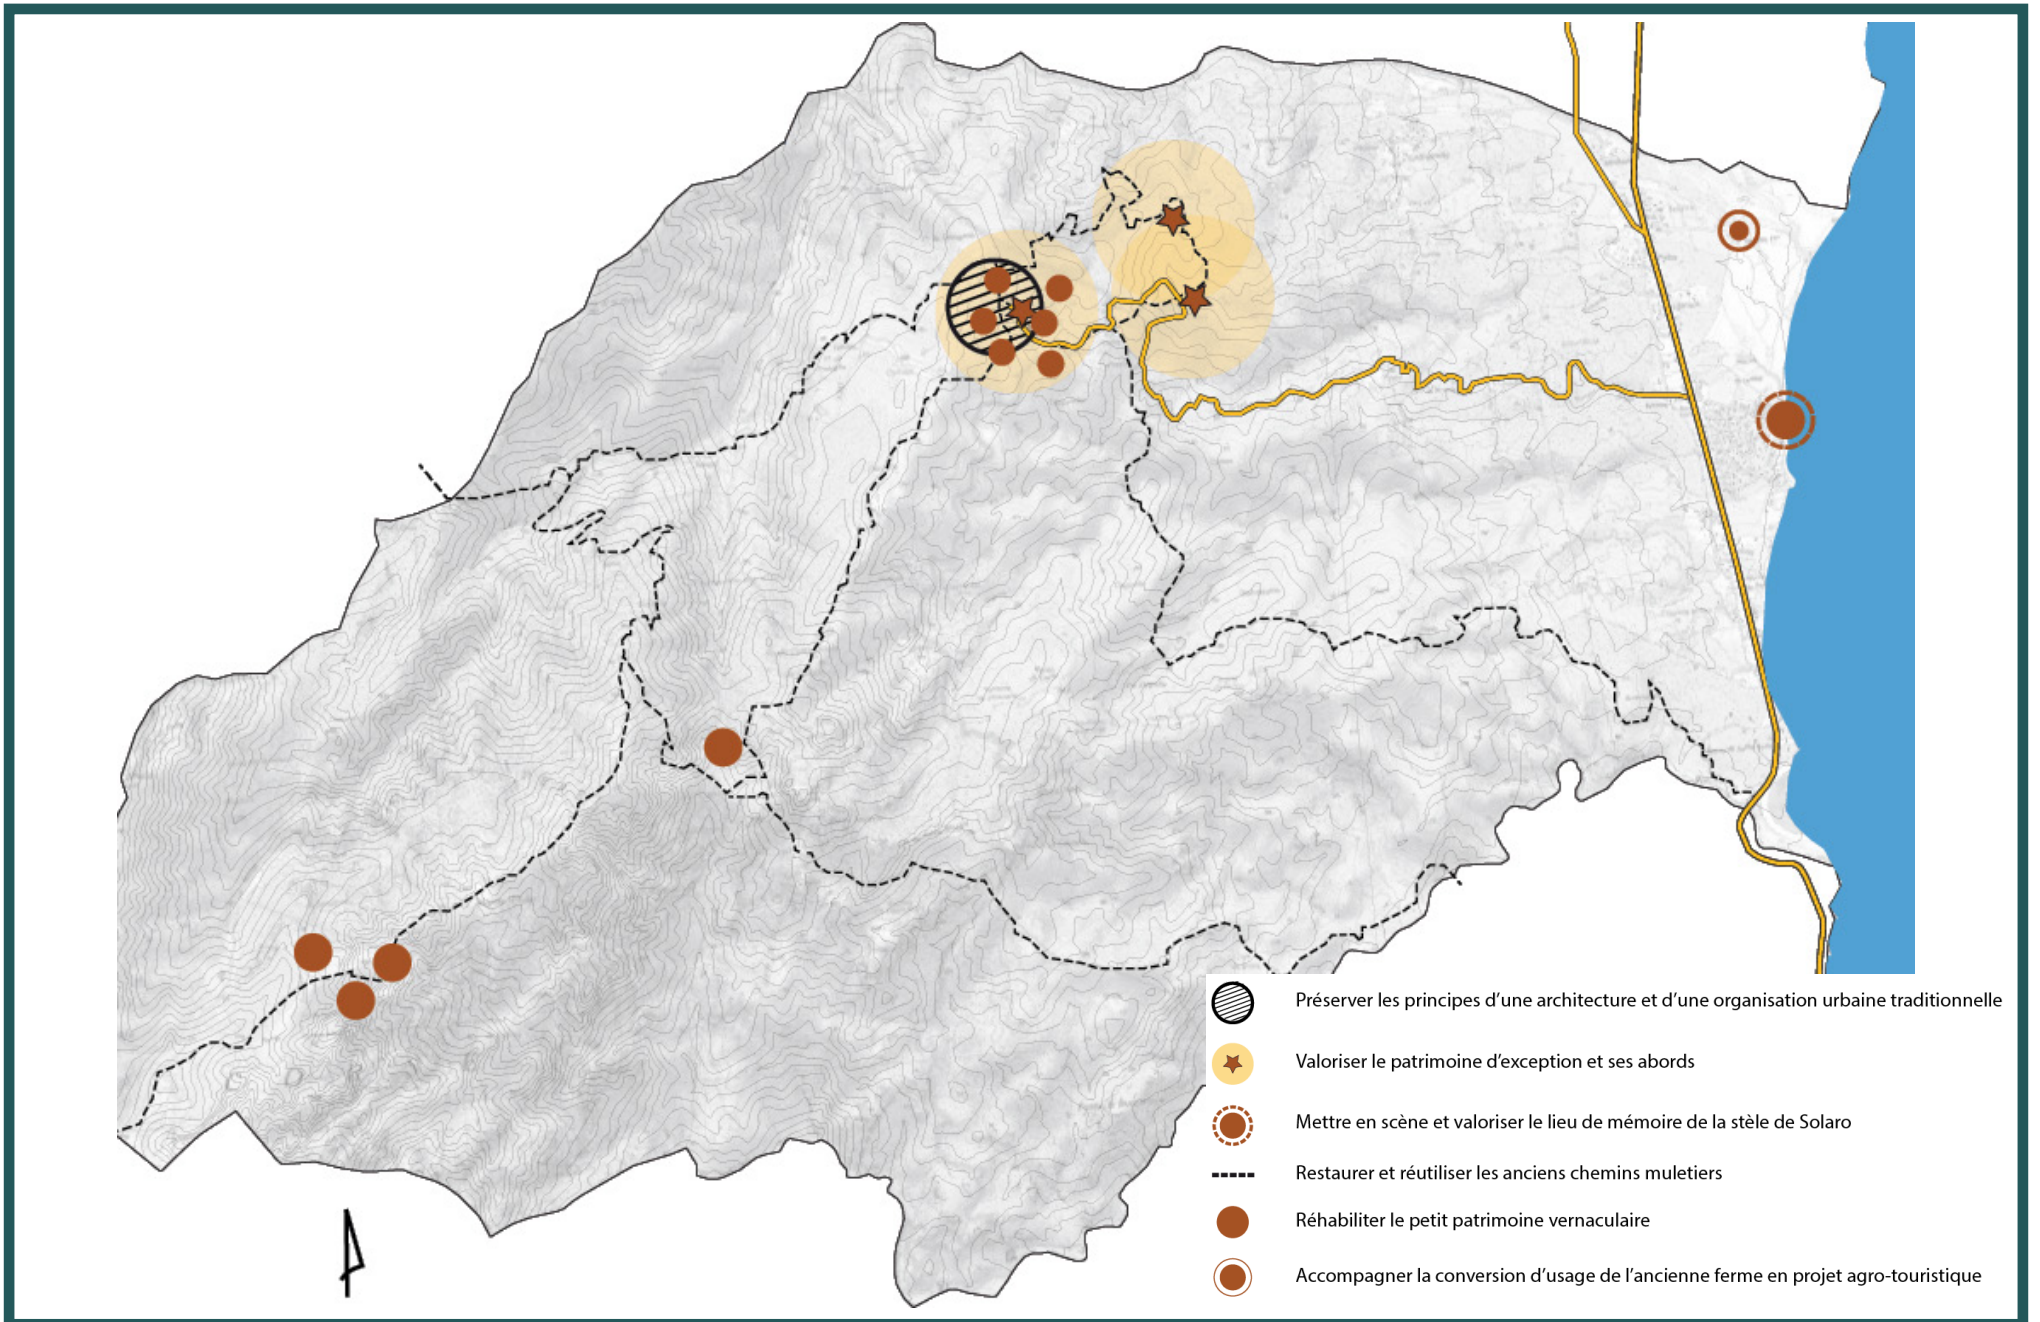 Préserver les principes d’une architecture et d’une organisation urbaine traditionnelle
Valoriser le patrimoine d’exception et ses abords
Mettre en scène et valoriser le lieu de mémoire de la stèle de Solaro
Restaurer et réutiliser les anciens chemins muletiers
Réhabiliter le petit patrimoine vernaculaire
Accompagner la conversion d’usage de l’ancienne ferme en projet agro-touristique